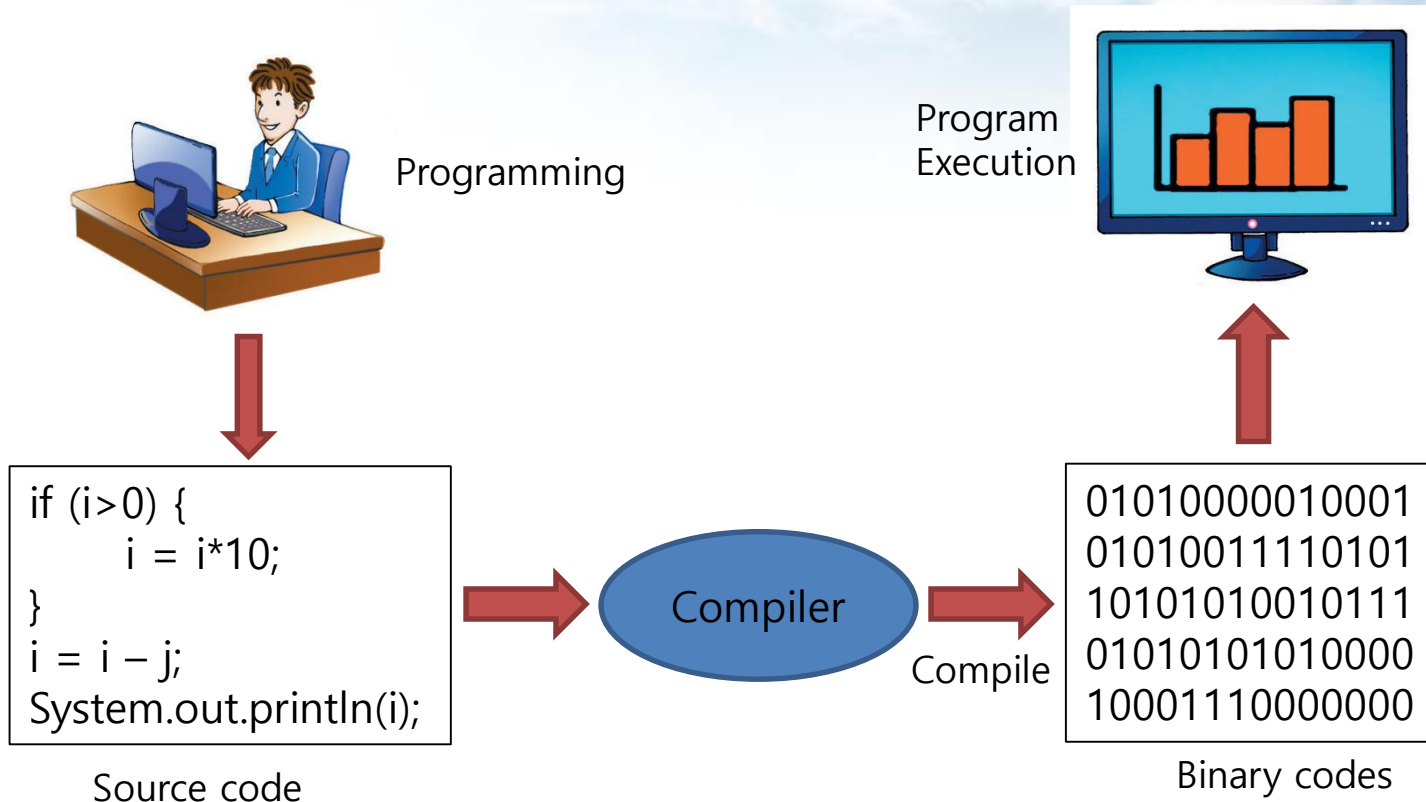 Programming
Program
Execution
if (i>0) {
i = i*10;
}
i = i – j;
System.out.println(i);
Source code
Compiler
Compile
01010000010001
01010011110101
10101010010111
01010101010000
10001110000000
Binary codes